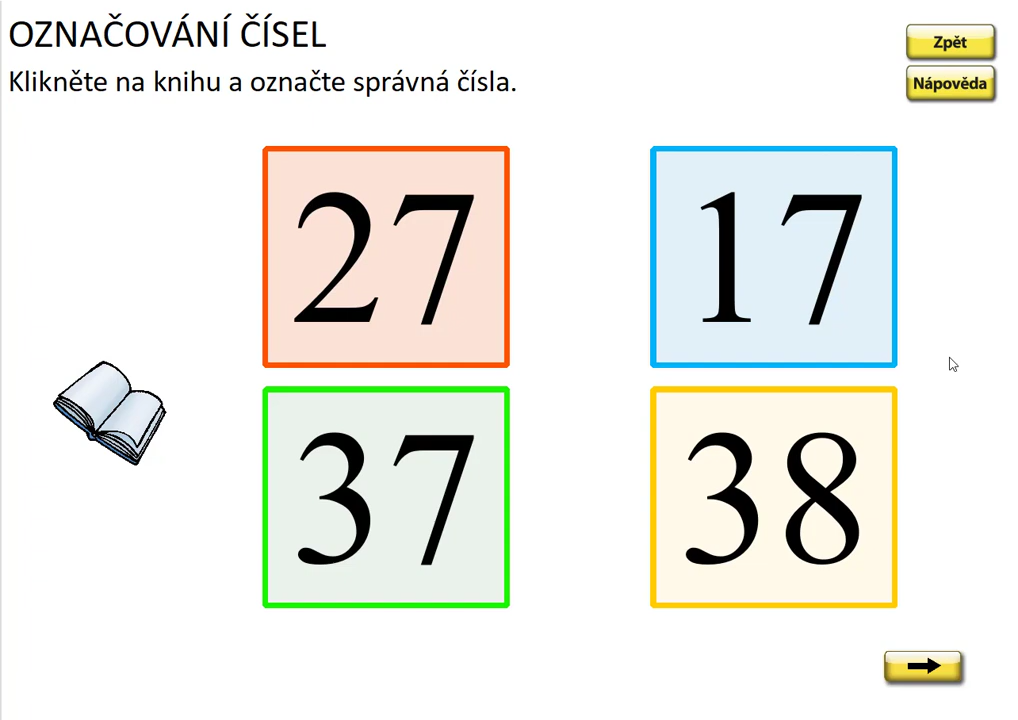 OZNAČOVÁNÍ ČÍSEL
Klikněte na knihu a označte správná čísla.
Zpět
Nápověda
27
17
37
38